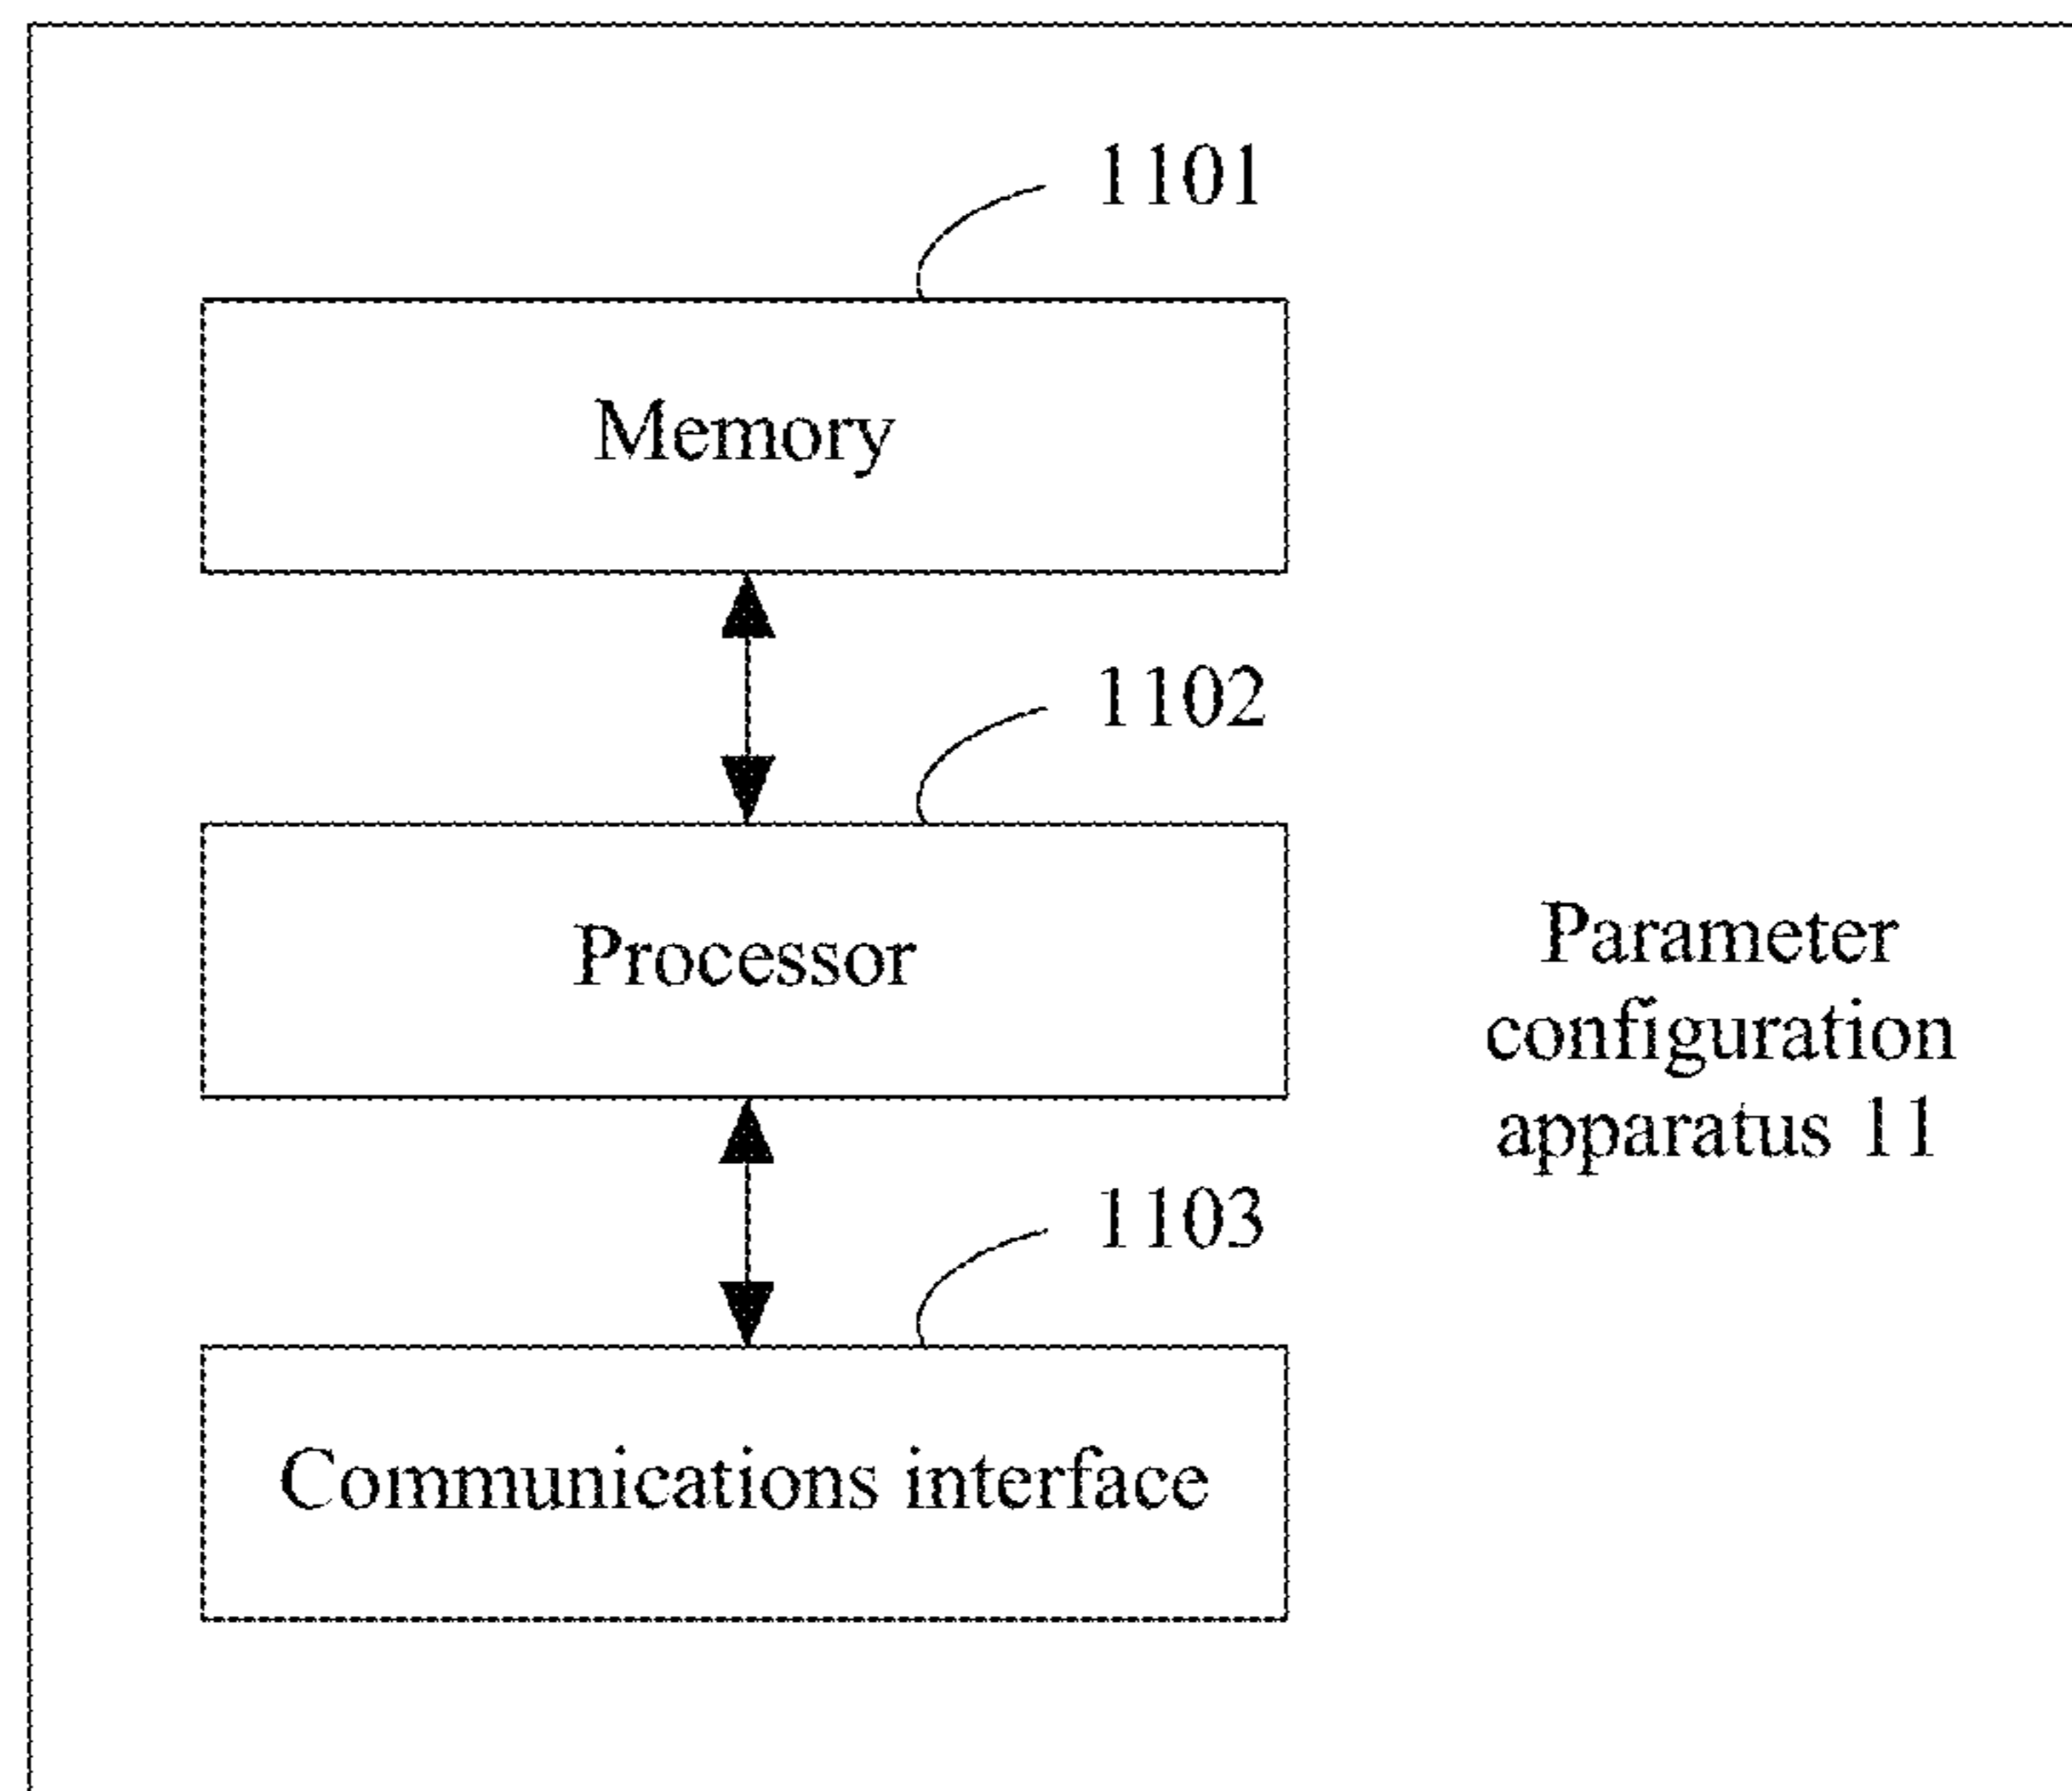 1101
Memory
1102
Processor
Parameter
configuration
apparatus 11
1103
Communications interface